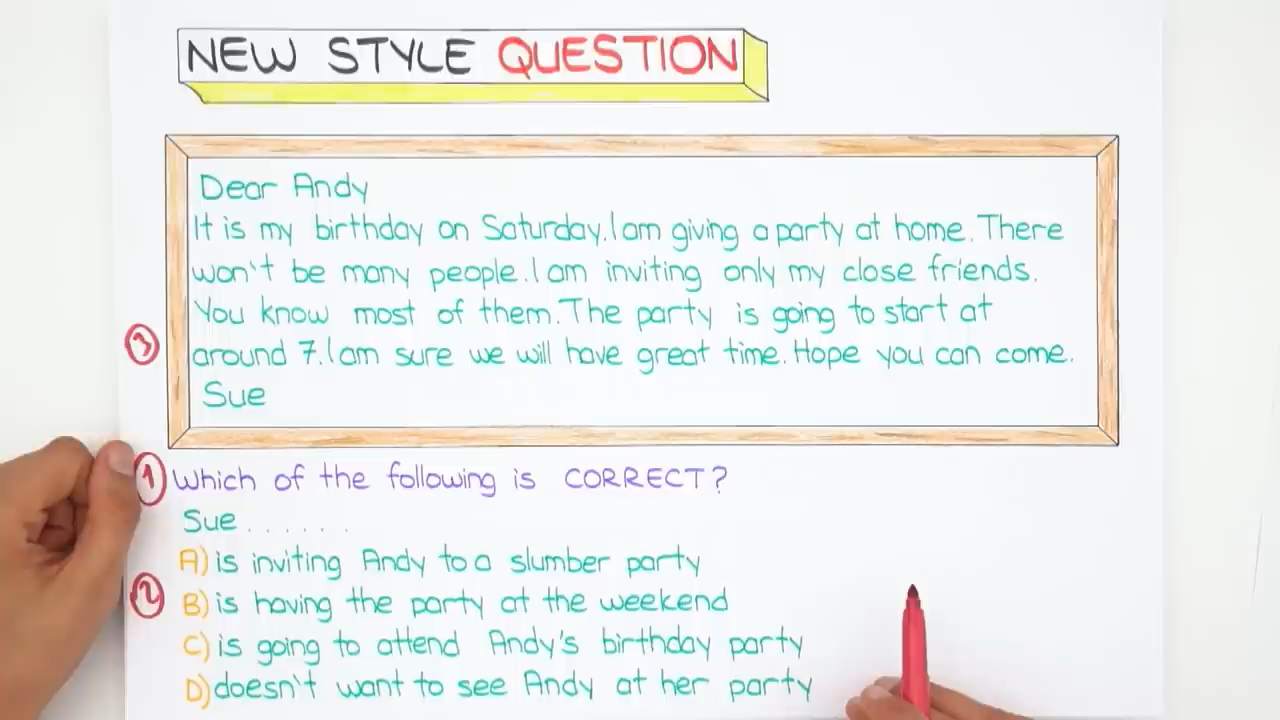 NEW STYLE QUESTION
Dear Andy
It is my birthday on Saturday. I am giving a party at home. There
won't be many people. I am inviting only my close friends.
You know most of them. The party is going to start at
3
around 7. I am sure we will have great time. Hope you can come.
Sue
1 Which of the following is CORRECT?
Sue . . . . . .
A) is inviting Andy to a slumber party
2
B) is having the party at the weekend
C) is going to attend Andy's birthday party
D) doesn't want to see Andy at her party